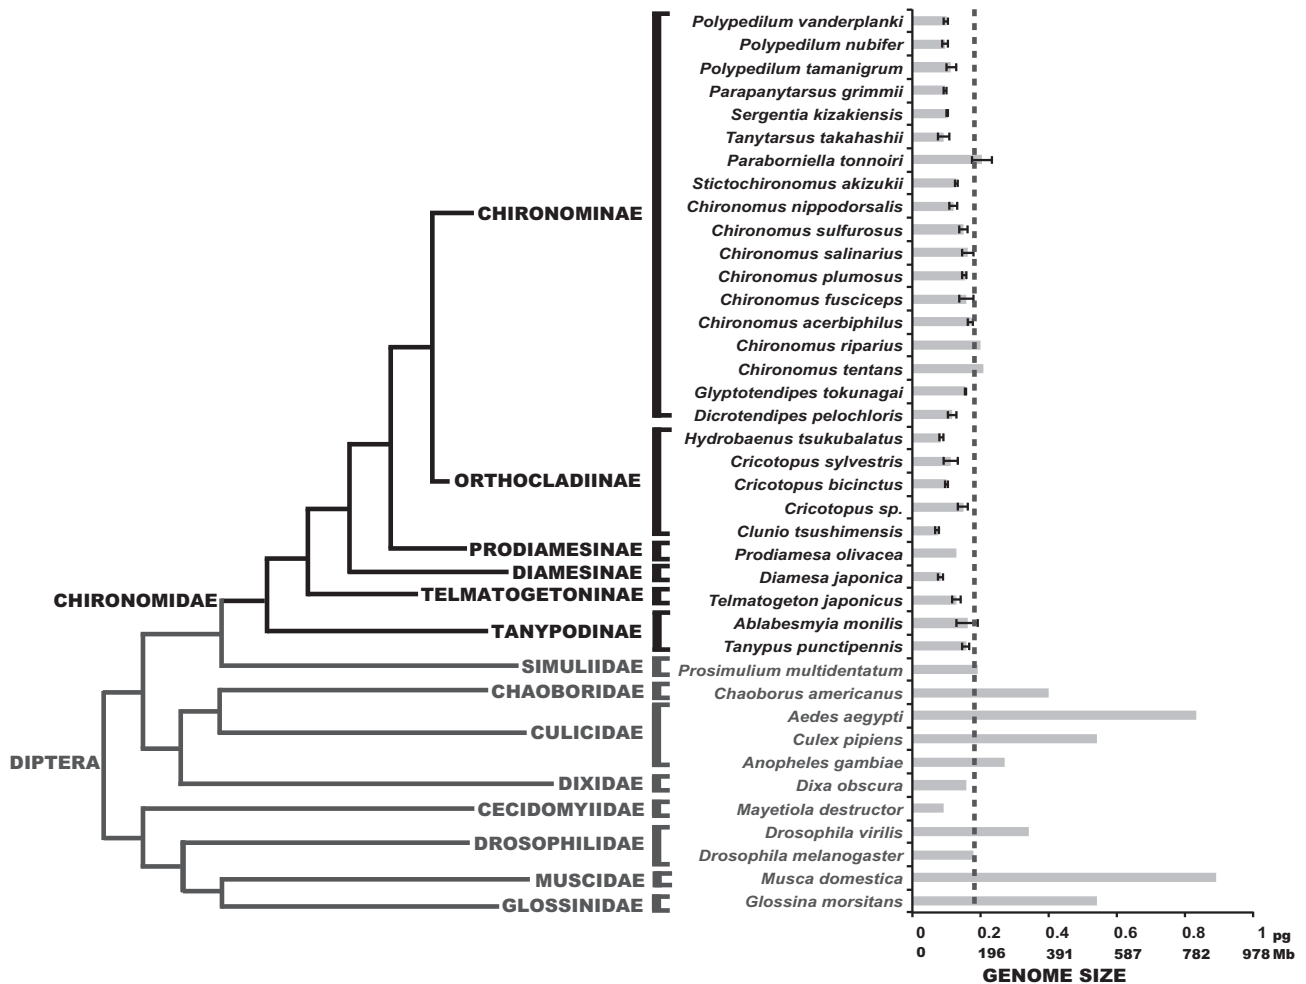 Polypedilum vanderplanki
Polypedilum nubifer
Polypedilum tamanigrum
Parapanytarsus grimmii
Sergentia kizakiensis
Tanytarsus takahashii
Paraborniella tonnoiri
Stictochironomus akizukii
Chironomus nippodorsalis
Chironomus sulfurosus
Chironomus salinarius
Chironomus plumosus
Chironomus fusciceps
Chironomus acerbiphilus
Chironomus riparius
Chironomus tentans
Glyptotendipes tokunagai
Dicrotendipes pelochloris
Hydrobaenus tsukubalatus
Cricotopus sylvestris
Cricotopus bicinctus
Cricotopus sp.
Clunio tsushimensis
Prodiamesa olivacea
Diamesa japonica
Telmatogeton japonicus
Ablabesmyia monilis
Tanypus punctipennis
Prosimulium multidentatum
Chaoborus americanus
Aedes aegypti
Culex pipiens
Anopheles gambiae
Dixa obscura
Mayetiola destructor
Drosophila virilis
Drosophila melanogaster
Musca domestica
Glossina morsitans
CHIRONOMINAE
ORTHOCLADIINAE
PRODIAMESINAE
DIAMESINAE
TELMATOGETONINAE
CHIRONOMIDAE
TANYPODINAE
SIMULIIDAE
CHAOBORIDAE
CULICIDAE
DIPTERA
DIXIDAE
CECIDOMYIIDAE
DROSOPHILIDAE
MUSCIDAE
GLOSSINIDAE
0 0.2 0.4 0.6 0.8 1 pg
0 196 391 587 782 978 Mb
GENOME SIZE